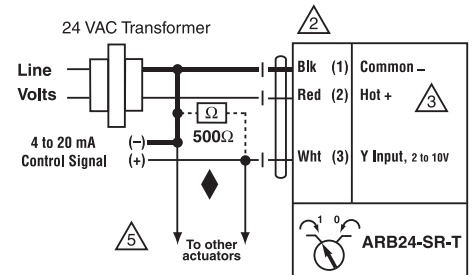 2
24 VAC Transformer
Line
Volts
Blk (1) Common –
Red (2) Hot +
3
Ω
500Ω
4 to 20 mA (–)
Control Signal (+)
Wht (3) Y Input, 2 to 10V
5
To other
actuators
1 0
ARB24-SR-T